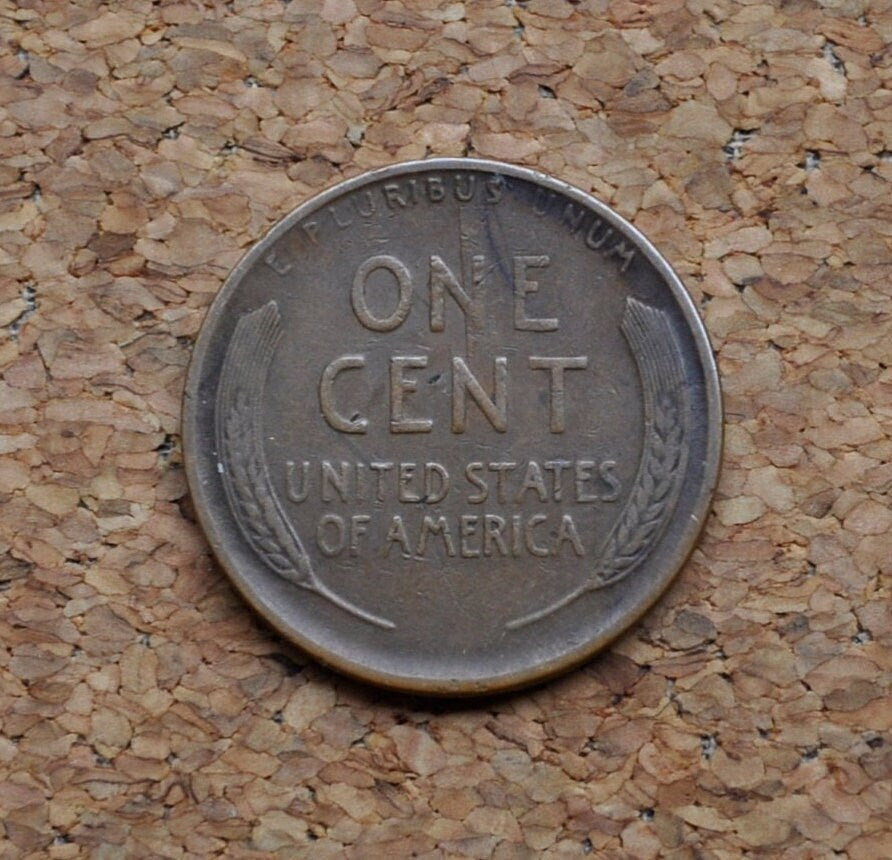 E PLURIBUS UNUM
ONE
CENT
UNITED STATES
OF AMERICA